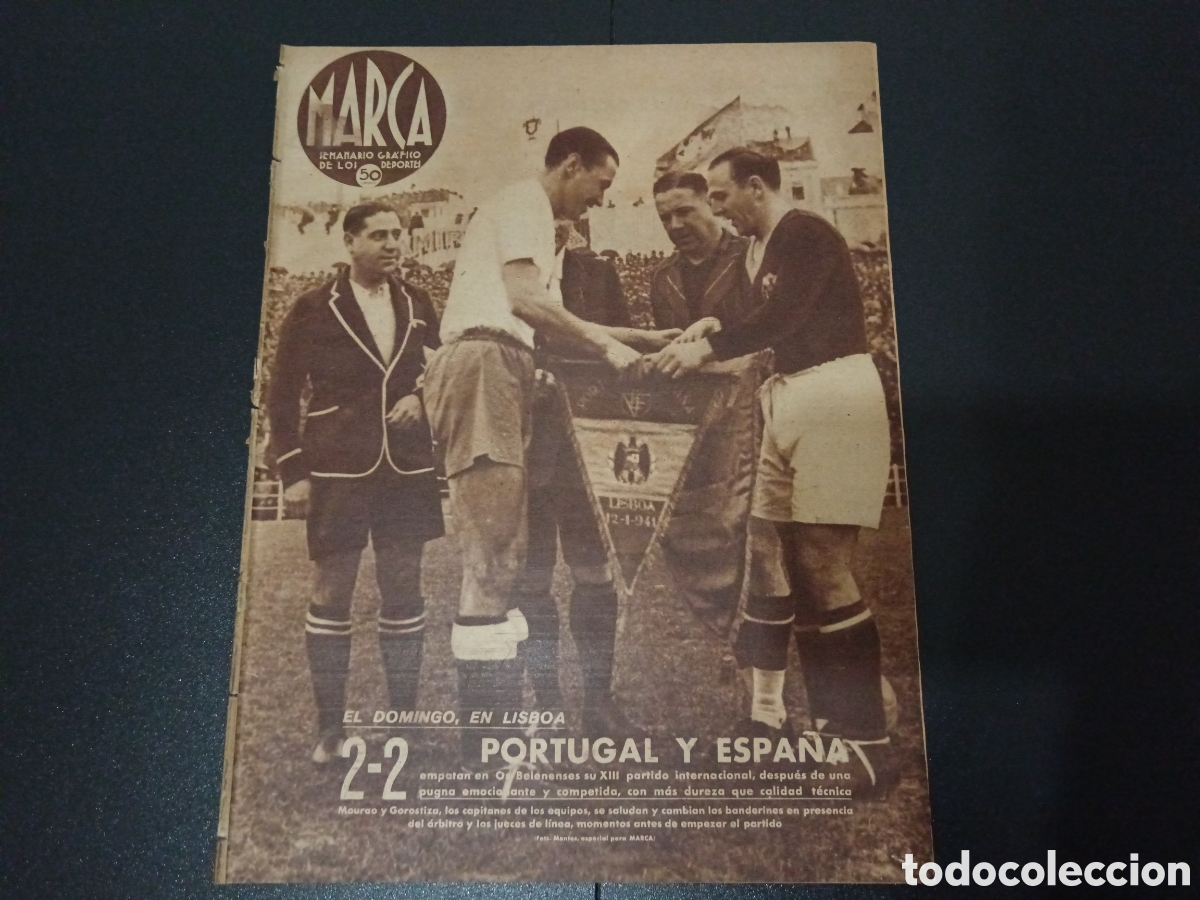 MARCA
SEMANARIO GRÁFICO
DE LOS DEPORTES
50
LISBOA
12-1-941
EL DOMINGO, EN LISBOA
2-2 PORTUGAL Y ESPAÑA
empatan en Os Belenenses su XIII partido internacional, después de una
pugna emocionante y competida, con más dureza que calidad técnica
Mourao y Gorostiza, los capitanes de los equipos, se saludan y cambian los banderines en presencia
del árbitro y los jueces de línea, momentos antes de empezar el partido
(Fot. Montes, especial para MARCA)
todocoleccion